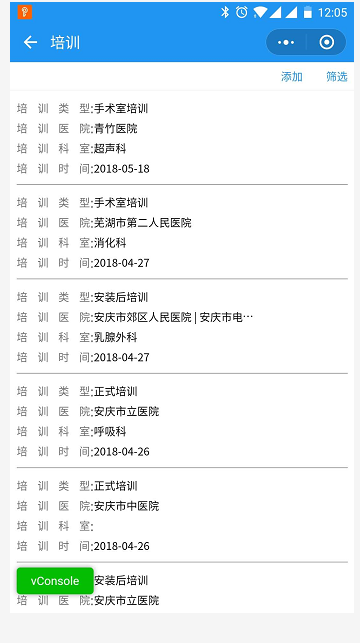 12:05
培训
添加 筛选
培训类型:手术室培训
培训医院:青竹医院
培训科室:超声科
培训时间:2018-05-18
培训类型:手术室培训
培训医院:芜湖市第二人民医院
培训科室:消化科
培训时间:2018-04-27
培训类型:安装后培训
培训医院:安庆市郊区人民医院|安庆市电…
培训科室:乳腺外科
培训时间:2018-04-27
培训类型:正式培训
培训医院:安庆市立医院
培训科室:呼吸科
培训时间:2018-04-26
培训类型:正式培训
培训医院:安庆市中医院
培训科室:
培训时间:2018-04-26
vConsole 安装后培训
培训医院:安庆市立医院